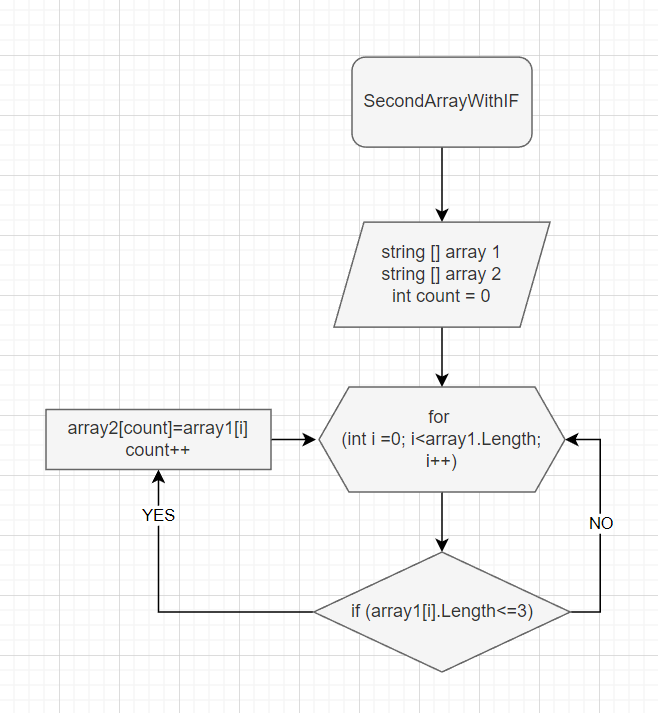 SecondArrayWithIF
string [] array 1
string [] array 2
int count = 0
for
(int i =0; i<array1.Length;
i++)
array2[count]=array1[i]
count++
YES
NO
if (array1[i].Length<=3)